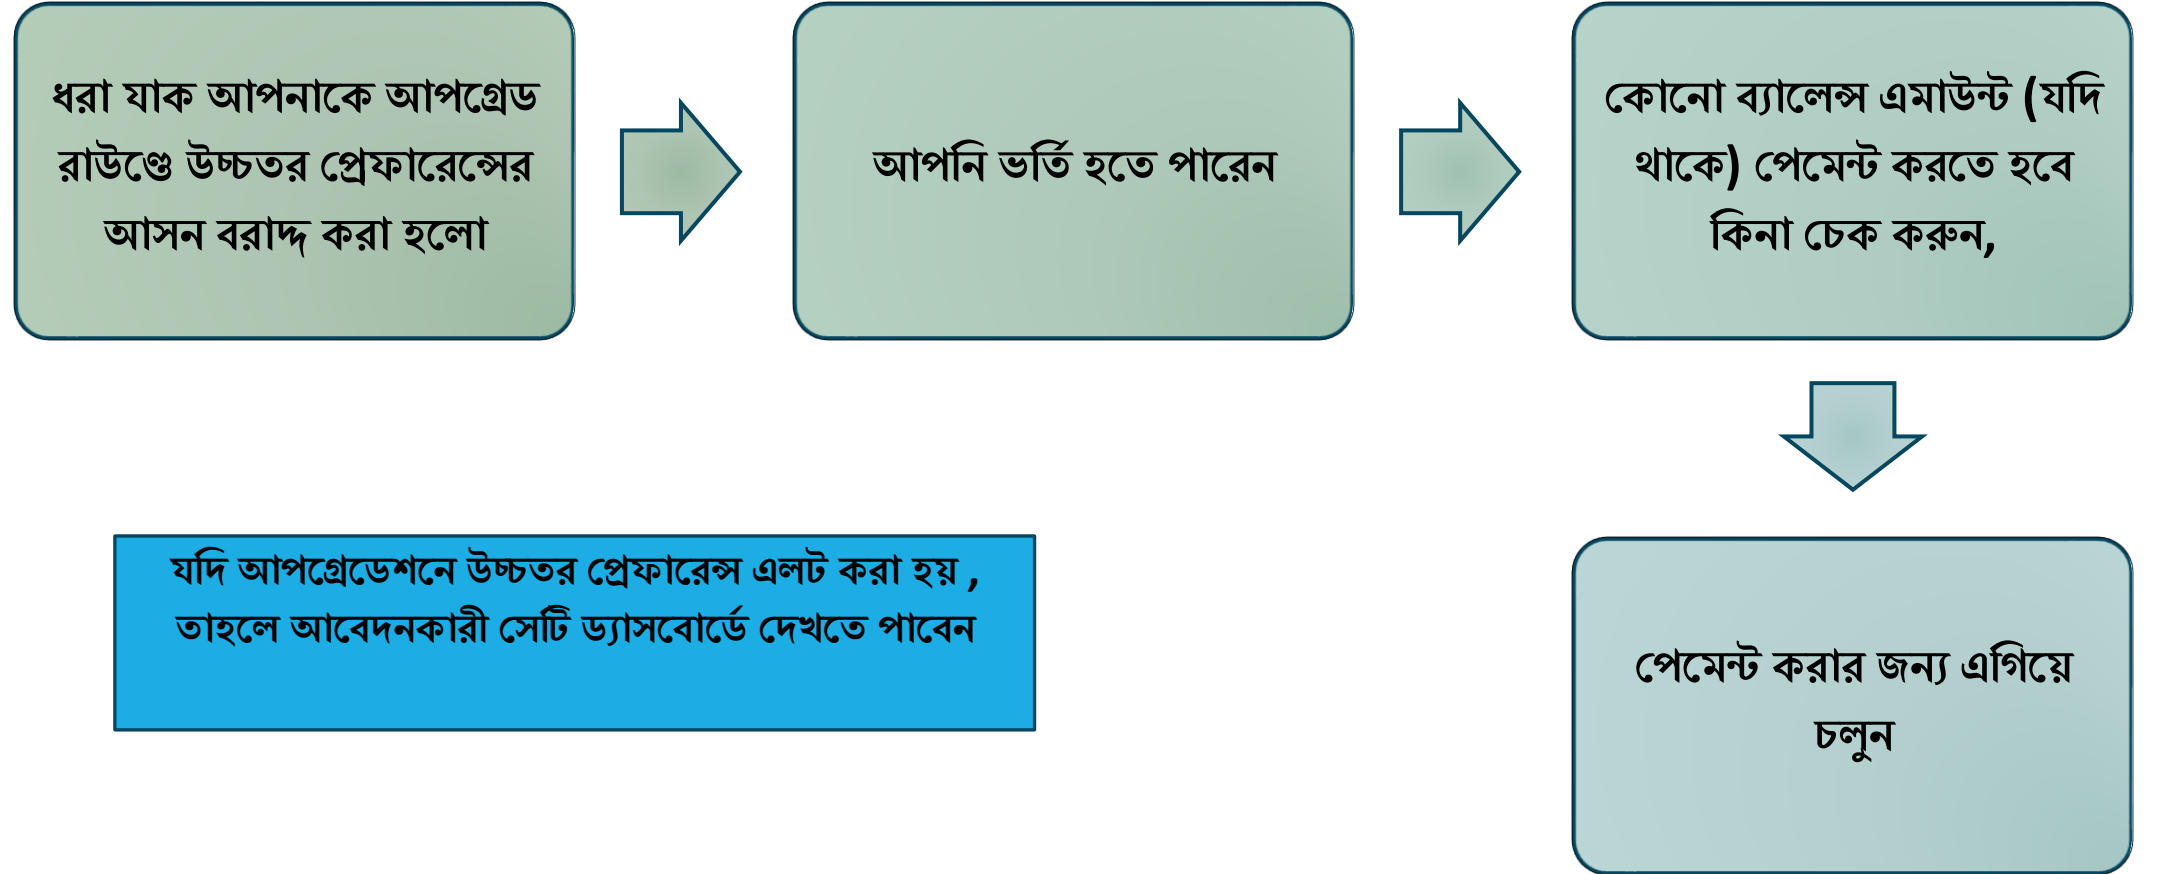 ধরা যাক আপনাকে আপগ্রেড
রাউণ্ডে উচ্চতর প্রেফারেন্সের
আসন বরাদ্দ করা হলো
আপনি ভর্তি হতে পারেন
কোনো ব্যালেন্স এমাউন্ট (যদি
থাকে) পেমেন্ট করতে হবে
কিনা চেক করুন,
পেমেন্ট করার জন্য এগিয়ে
চলুন
যদি আপগ্রেডেশনে উচ্চতর প্রেফারেন্স এলট করা হয় ,
তাহলে আবেদনকারী সেটি ড্যাসবোর্ডে দেখতে পাবেন